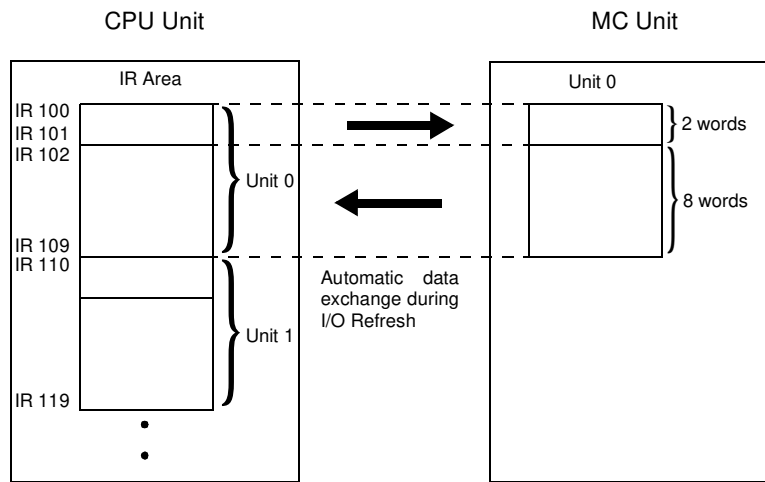 CPU Unit
MC Unit
IR Area
Unit 0
IR 100
IR 101
IR 102
2 words
Unit 0
8 words
IR 109
IR 110
Automatic data
exchange during
I/O Refresh
Unit 1
IR 119